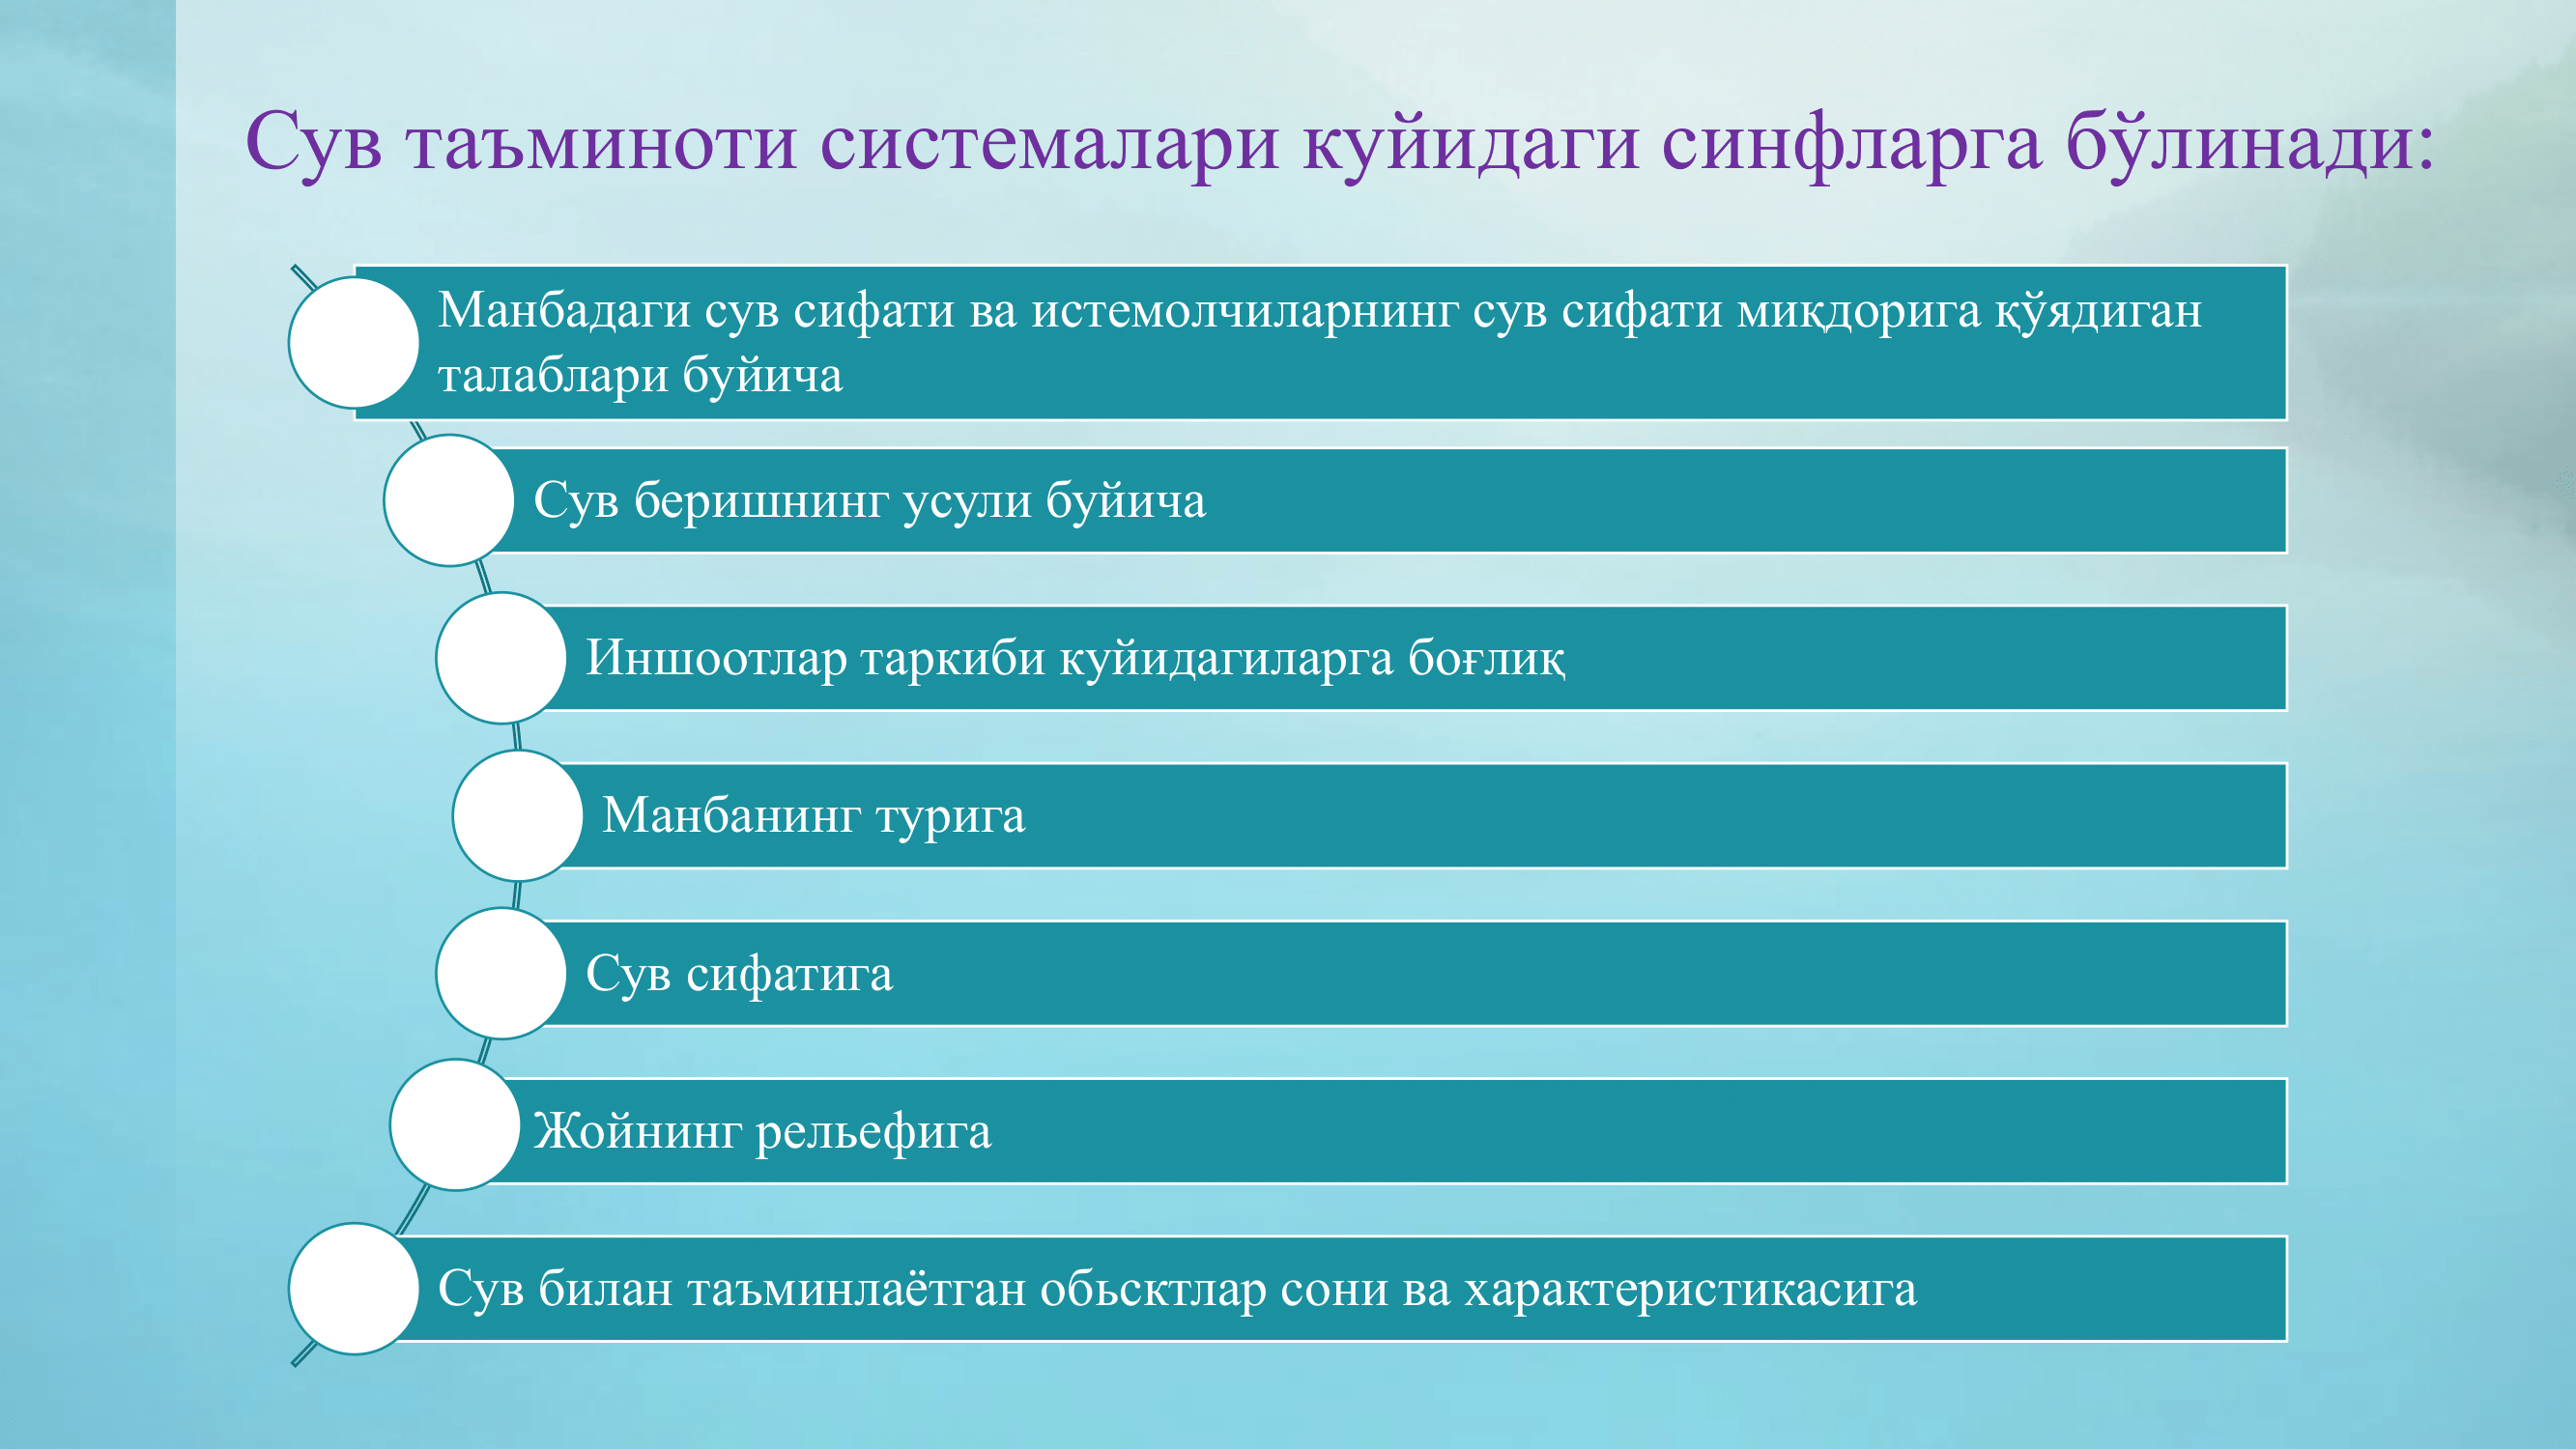 Сув таъминоти системалари куйидаги синфларга бўлинади:
Манбадаги сув сифати ва истемолчиларнинг сув сифати миқдорига қўядиган
талаблари буйича
Сув беришнинг усули буйича
Иншоотлар таркиби куйидагиларга боғлиқ
Манбанинг турига
Сув сифатига
Жойнинг рельефига
Сув билан таъминлаётган обьсктлар сони ва характеристикасига